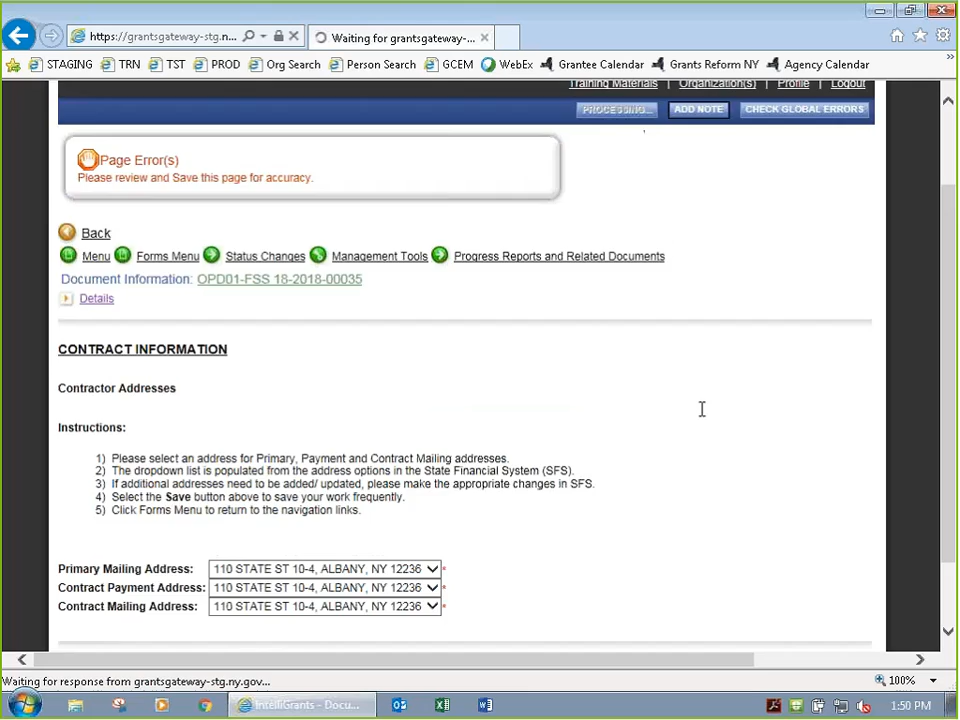 https://grantsgateway-stg.n...
Waiting for grantsgateway-...
STAGING TRN TST PROD Org Search Person Search GCEM WebEx Grantee Calendar Grants Reform NY Agency Calendar »
Training Materials | Organization(s) | Profile | Logout
PROCESSING... ADD NOTE CHECK GLOBAL ERRORS
Page Error(s)
Please review and Save this page for accuracy.
Back
Menu Forms Menu Status Changes Management Tools Progress Reports and Related Documents
Document Information: OPD01-FSS 18-2018-00035
Details
CONTRACT INFORMATION
Contractor Addresses
Instructions:
1) Please select an address for Primary, Payment and Contract Mailing addresses.
2) The dropdown list is populated from the address options in the State Financial System (SFS).
3) If additional addresses need to be added/ updated, please make the appropriate changes in SFS.
4) Select the Save button above to save your work frequently.
5) Click Forms Menu to return to the navigation links.
Primary Mailing Address: 110 STATE ST 10-4, ALBANY, NY 12236 *
Contract Payment Address: 110 STATE ST 10-4, ALBANY, NY 12236 *
Contract Mailing Address: 110 STATE ST 10-4, ALBANY, NY 12236 *
Waiting for response from grantsgateway-stg.ny.gov...
100%
IntelliGrants - Docu...
1:50 PM